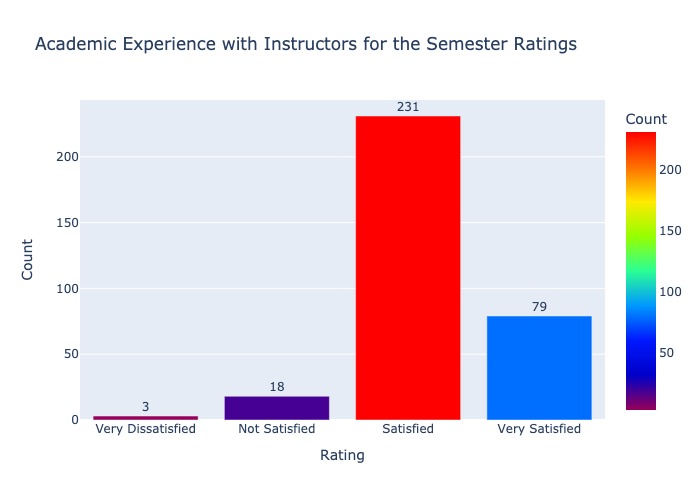 Academic Experience with Instructors for the Semester Ratings
Count
231
200
200
150
150
100
100
79
50
50
18
3
0
Count
Very Dissatisfied
Not Satisfied
Satisfied
Very Satisfied
Rating